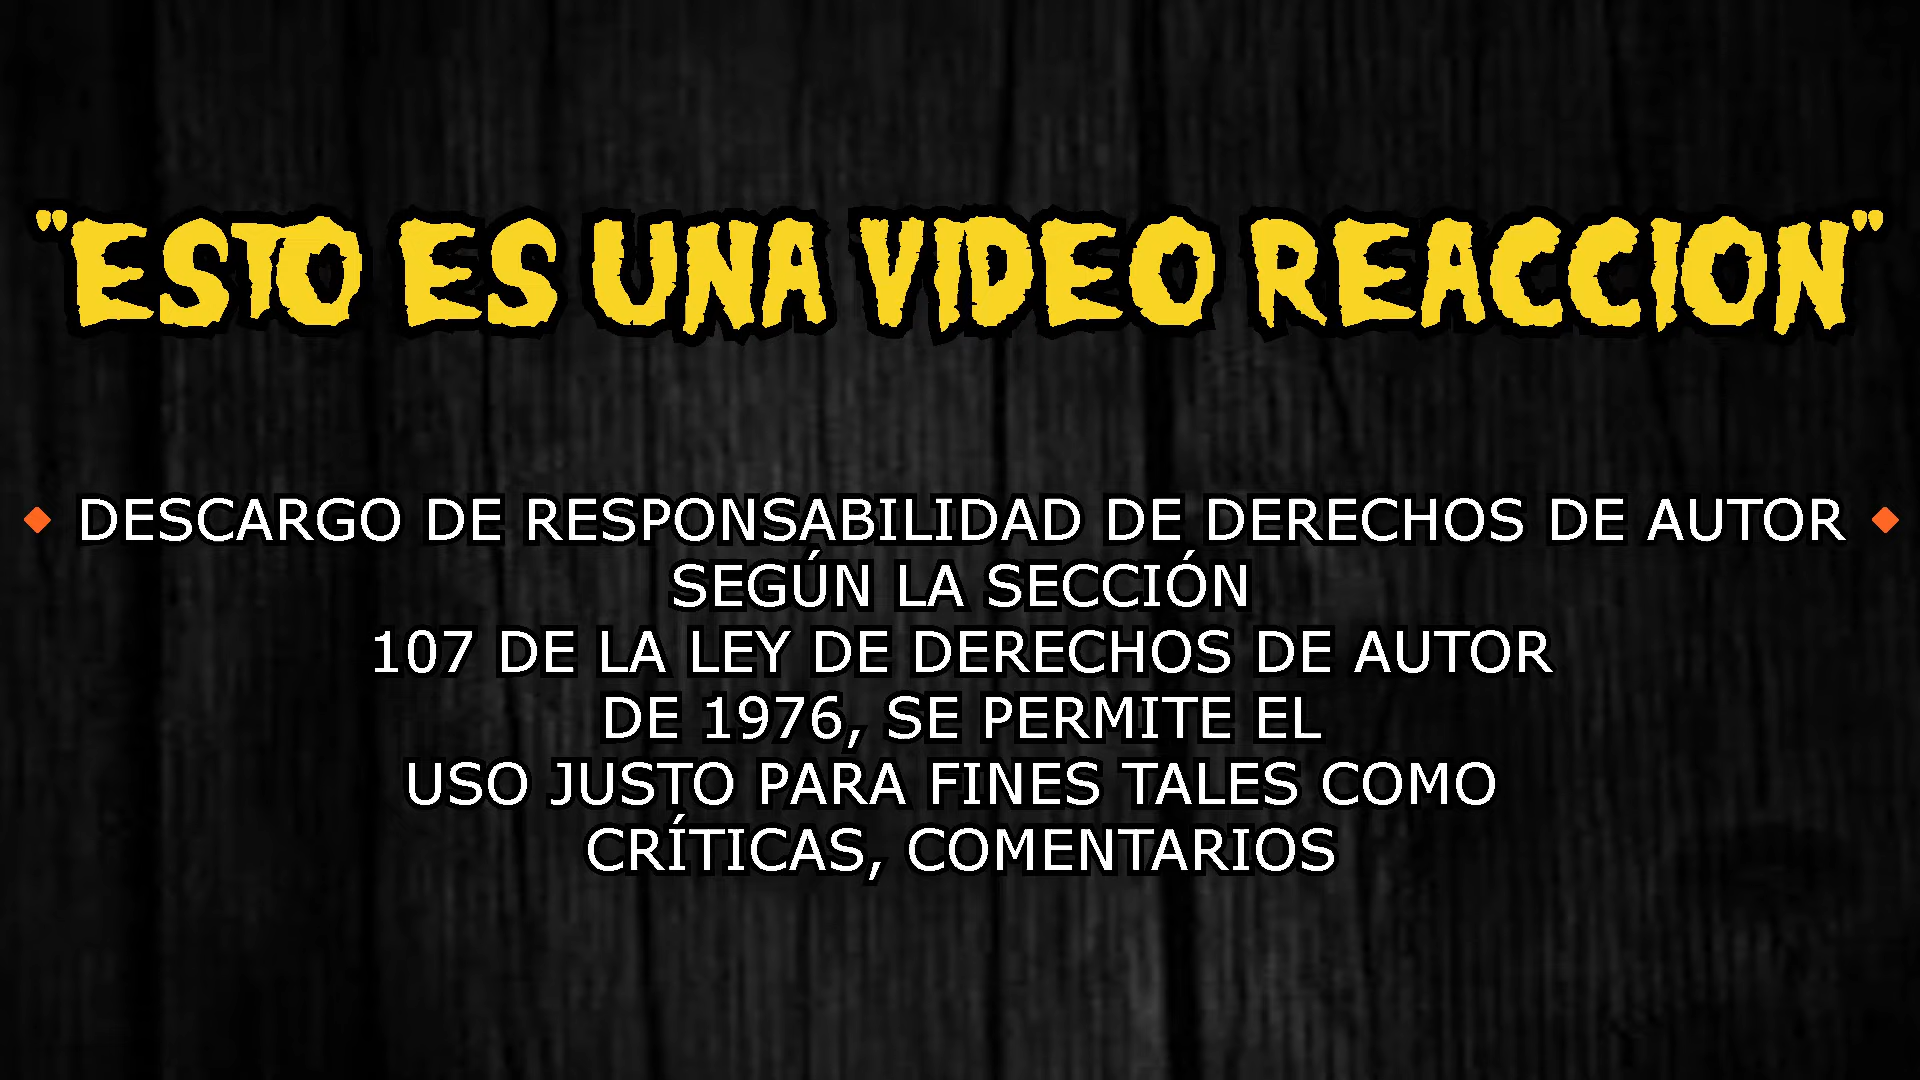 "ESTO ES UNA VIDEO REACCION"
🔸 DESCARGO DE RESPONSABILIDAD DE DERECHOS DE AUTOR 🔸
SEGÚN LA SECCIÓN
107 DE LA LEY DE DERECHOS DE AUTOR
DE 1976, SE PERMITE EL
USO JUSTO PARA FINES TALES COMO
CRÍTICAS, COMENTARIOS